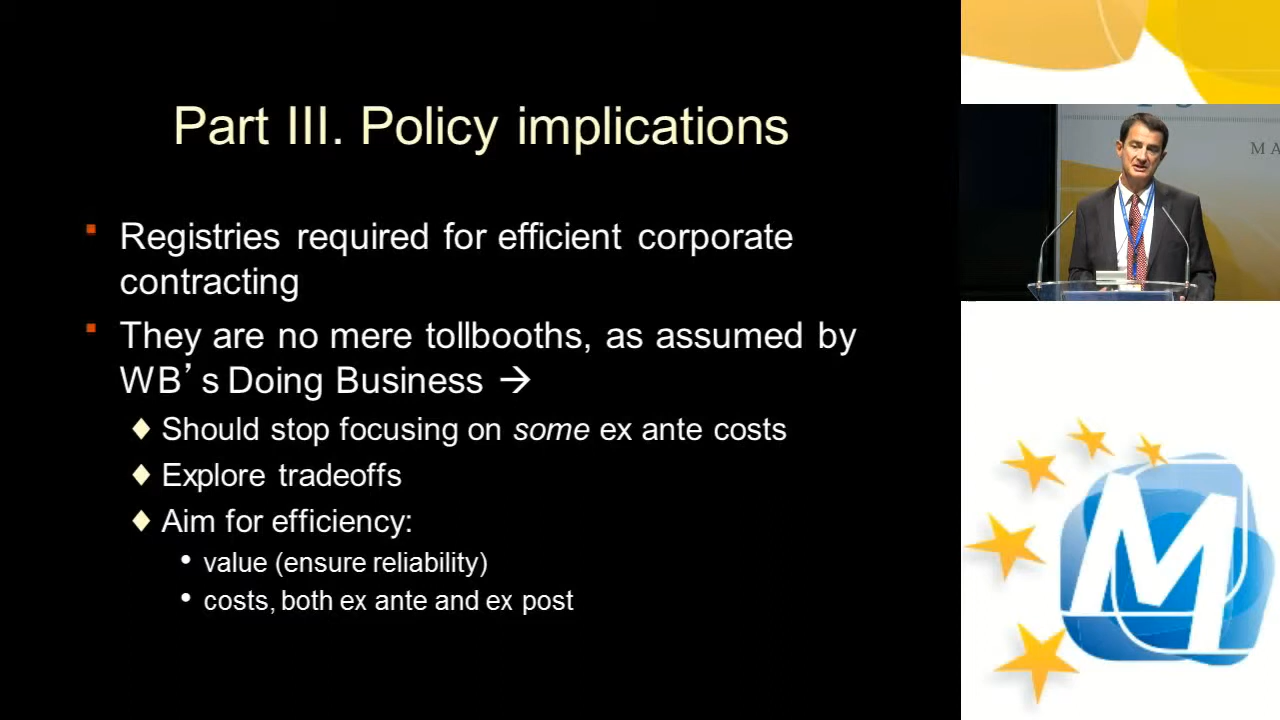 Part III. Policy implications
Registries required for efficient corporate
contracting
They are no mere tollbooths, as assumed by
WB’s Doing Business →
Should stop focusing on some ex ante costs
Explore tradeoffs
Aim for efficiency:
value (ensure reliability)
costs, both ex ante and ex post
M A
M